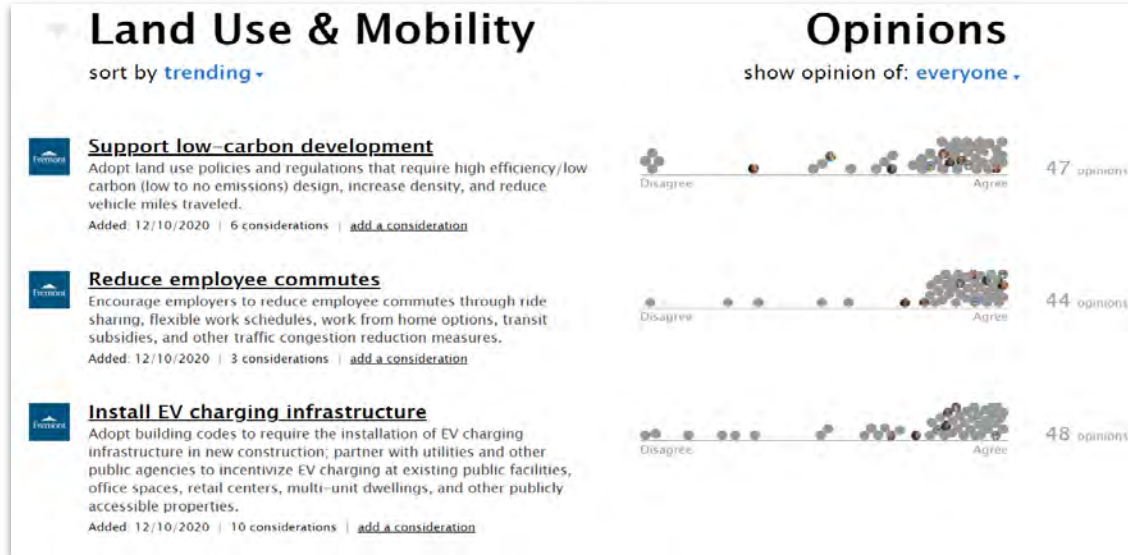 Land Use & Mobility
sort by trending
Opinions
show opinion of: everyone
Fremont
Support low-carbon development
Adopt land use policies and regulations that require high efficiency/low
carbon (low to no emissions) design, increase density, and reduce
vehicle miles traveled.
Added: 12/10/2020 | 6 considerations | add a consideration
Disagree
Agree
47 opinions
Fremont
Reduce employee commutes
Encourage employers to reduce employee commutes through ride
sharing, flexible work schedules, work from home options, transit
subsidies, and other traffic congestion reduction measures.
Added: 12/10/2020 | 3 considerations | add a consideration
Disagree
Agree
44 opinions
Fremont
Install EV charging infrastructure
Adopt building codes to require the installation of EV charging
infrastructure in new construction; partner with utilities and other
public agencies to incentivize EV charging at existing public facilities,
office spaces, retail centers, multi-unit dwellings, and other publicly
accessible properties.
Added: 12/10/2020 | 10 considerations | add a consideration
Disagree
Agree
48 opinions